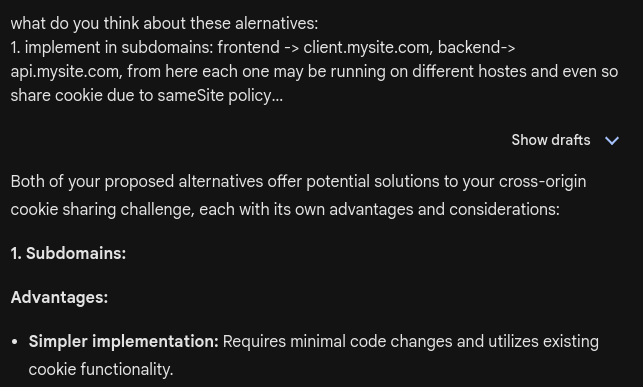 what do you think about these alernatives:
1. implement in subdomains: frontend -> client.mysite.com, backend->
api.mysite.com, from here each one may be running on different hostes and even so
share cookie due to sameSite policy...
Show drafts
Both of your proposed alternatives offer potential solutions to your cross-origin
cookie sharing challenge, each with its own advantages and considerations:
1. Subdomains:
Advantages:
• Simpler implementation: Requires minimal code changes and utilizes existing
cookie functionality.